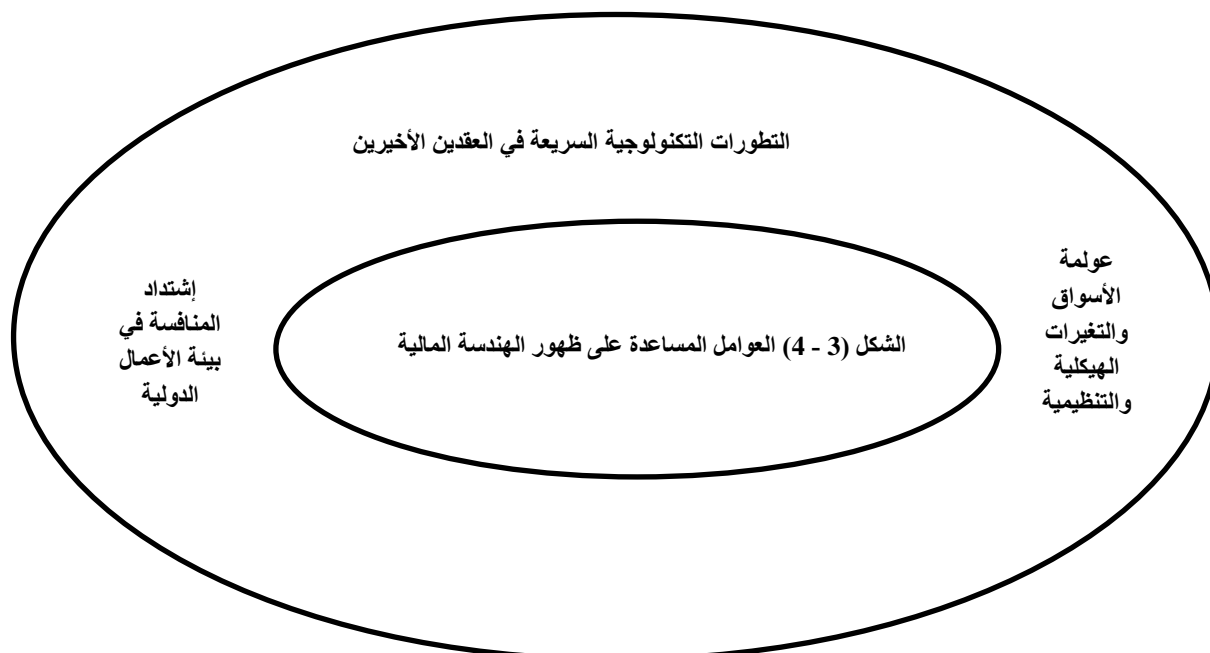 التطورات التكنولوجية السريعة في العقدين الأخيرين
عولمة
الأسواق
والتغيرات
الهيكلية
والتنظيمية
الشكل (3 - 4) العوامل المساعدة على ظهور الهندسة المالية
إشتداد
المنافسة في
بيئة الأعمال
الدولية